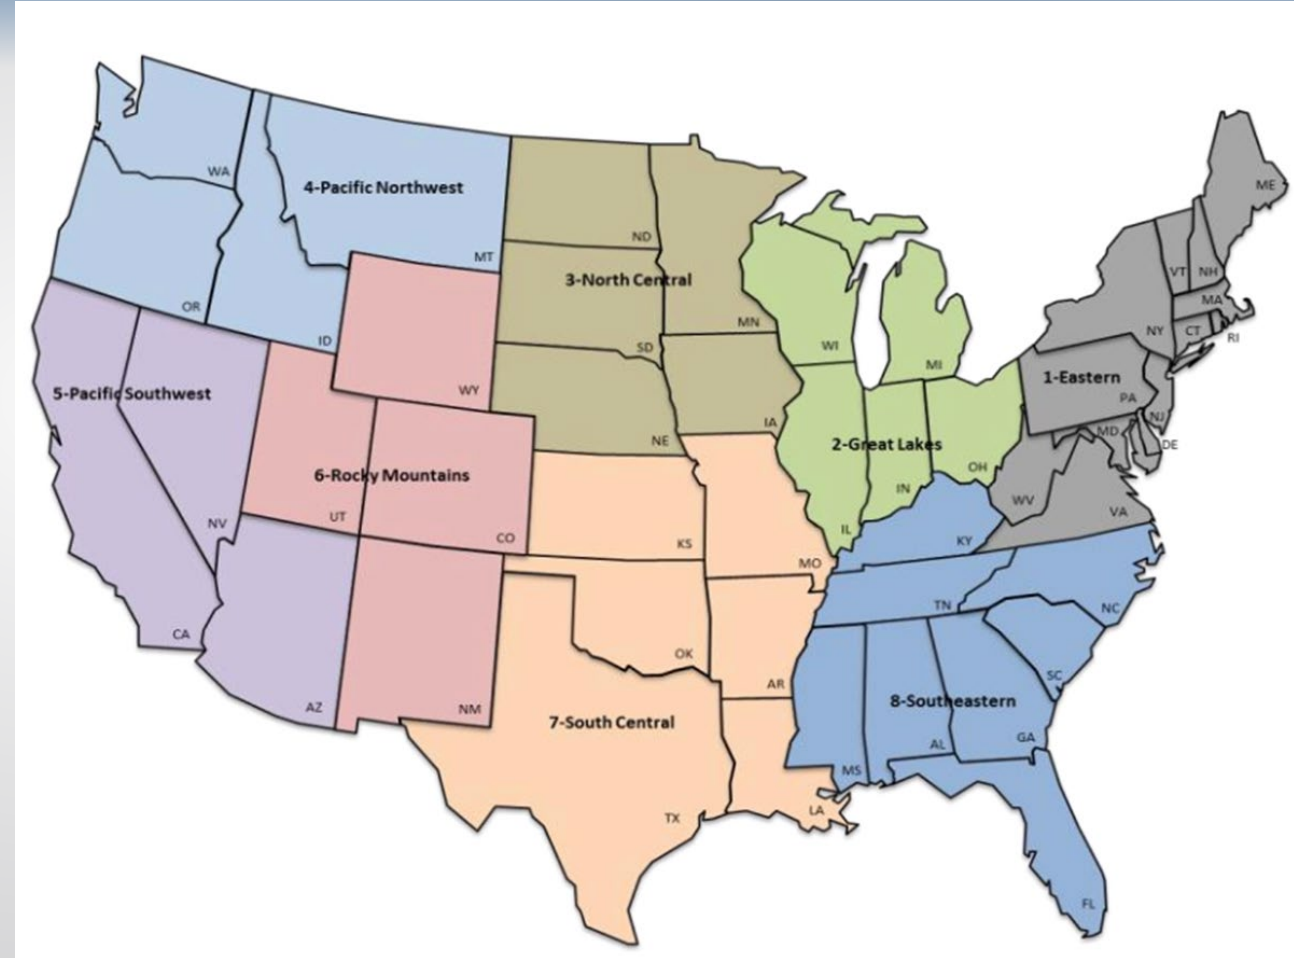 ME
WA
4-Pacific Northwest
ND
MT
VT
NH
3-North Central
MA
OR
MN
NY
CT
RI
ID
SD
WI
MI
1-Eastern
5-Pacific Southwest
WY
PA
NJ
IA
MD
NE
2-Great Lakes
DE
6-Rocky Mountains
OH
IN
WV
UT
NV
VA
IL
CO
KS
KY
MO
TN
NC
CA
OK
SC
AR
AZ
NM
8-Southeastern
7-South Central
GA
AL
MS
LA
TX
FL